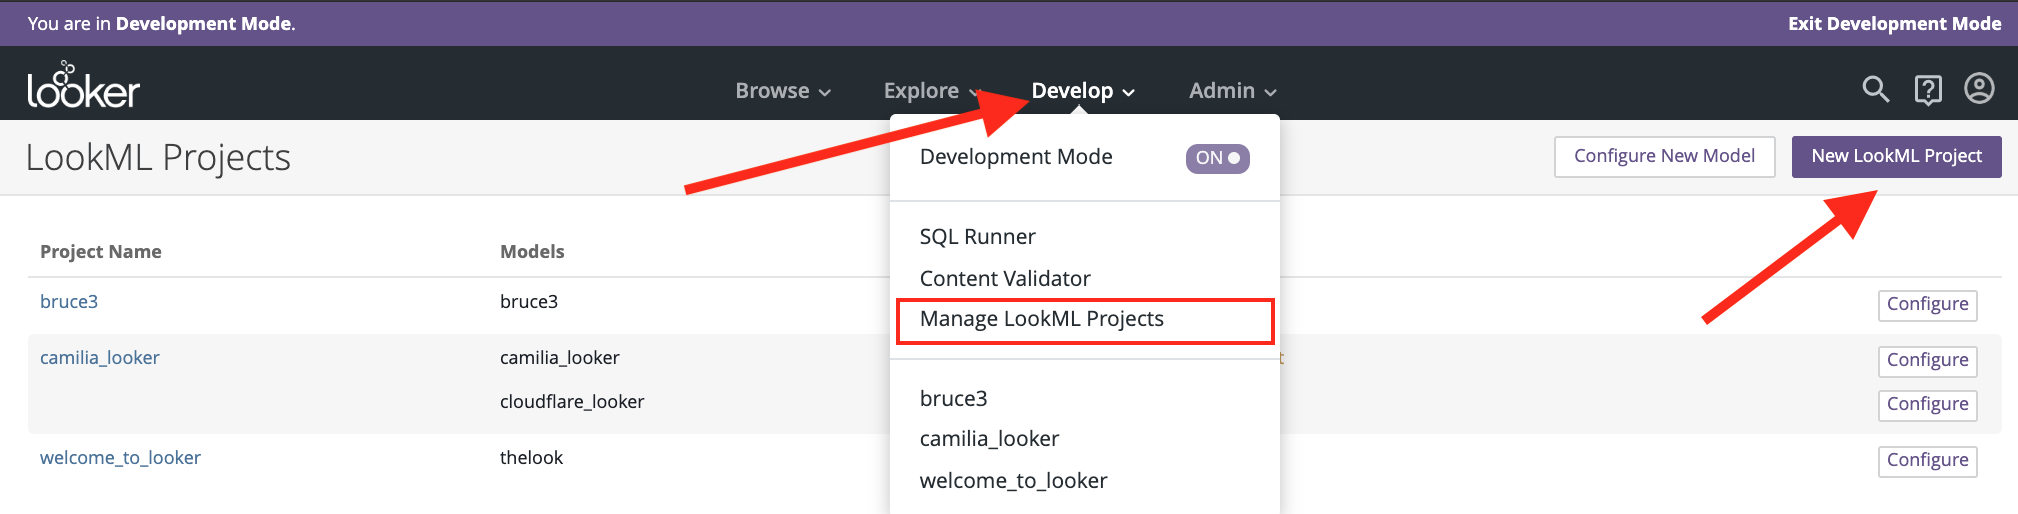 You are in Development Mode.
Exit Development Mode
looker
Browse
Explore
Develop
Admin
LookML Projects
Configure New Model
New LookML Project
Development Mode
ON
SQL Runner
Content Validator
Manage LookML Projects
bruce3
camilia_looker
welcome_to_looker
Project Name
Models
bruce3
bruce3
Configure
camilia_looker
camilia_looker
Configure
cloudflare_looker
Configure
welcome_to_looker
thelook
Configure